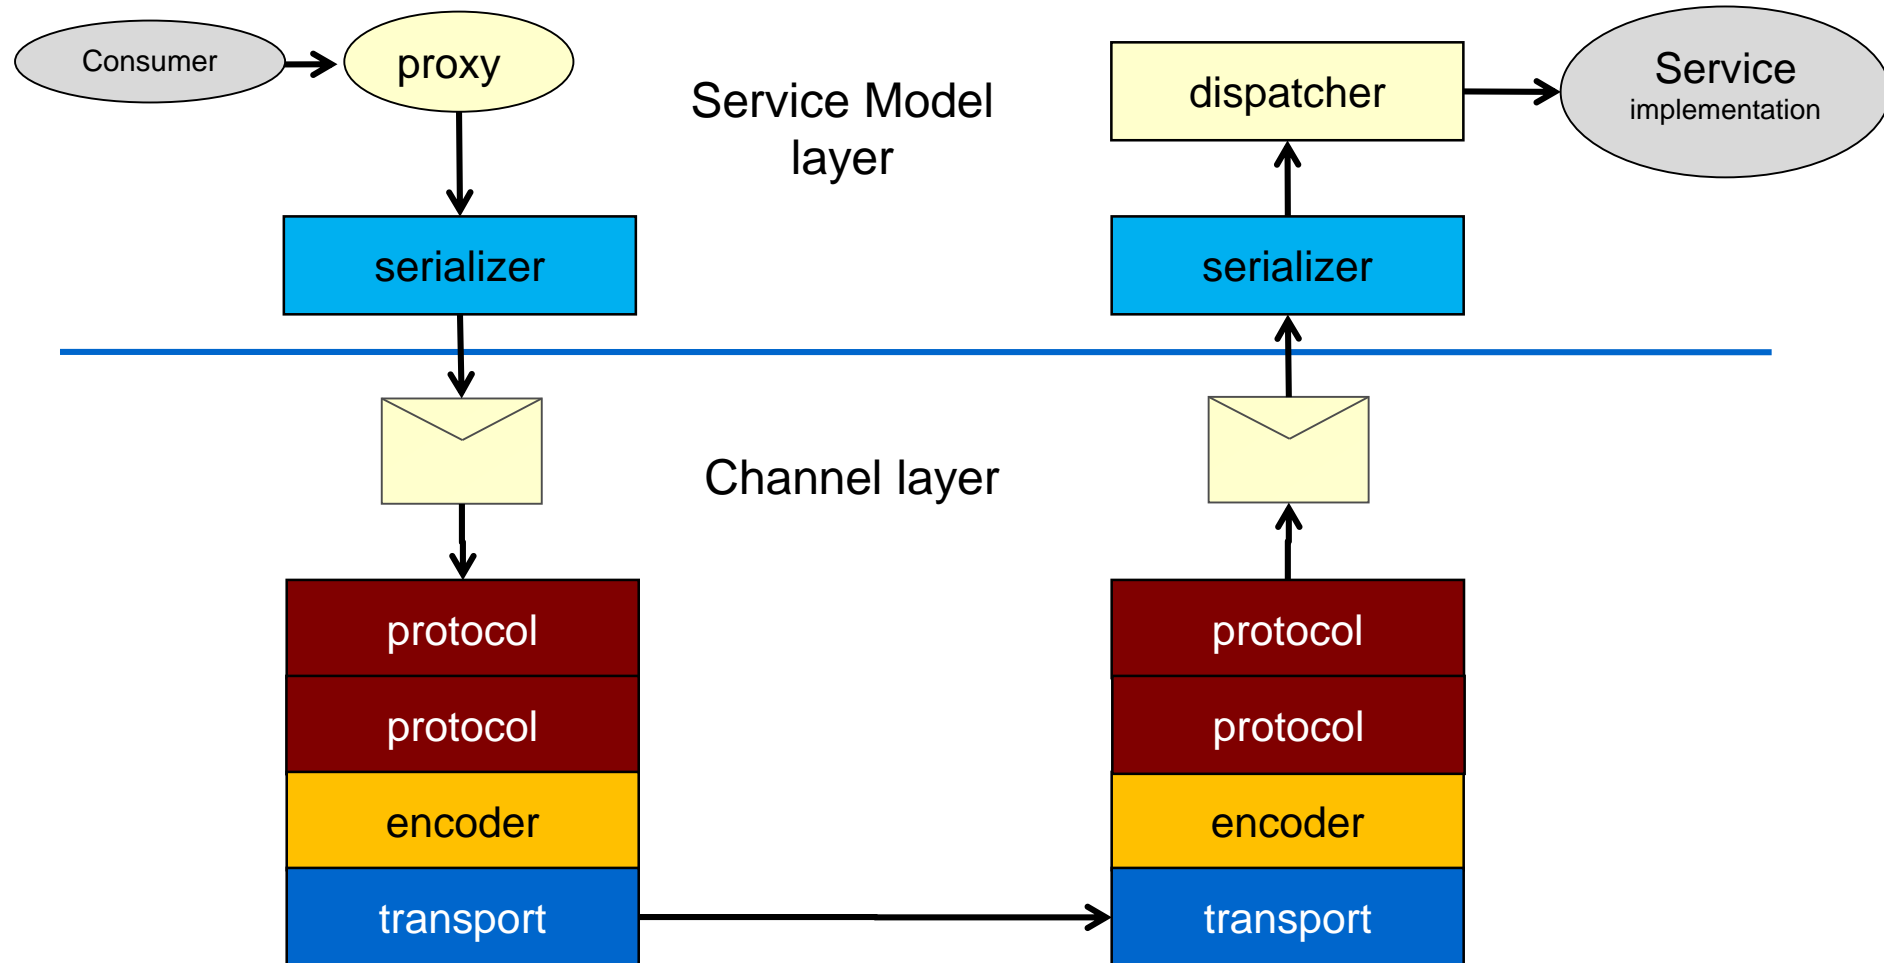 Consumer
proxy
Service Model
layer
dispatcher
Service
implementation
serializer
serializer
Channel layer
protocol
protocol
protocol
protocol
encoder
encoder
transport
transport